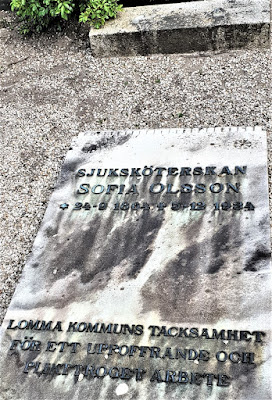 SJUKSKÖTERSKAN
SOFIA OLSSON
LOMMA KOMMUNS TACKSAMHET
FÖR ETT UPPOFFRANDE OCH
PLIKTTROGET ARBETE